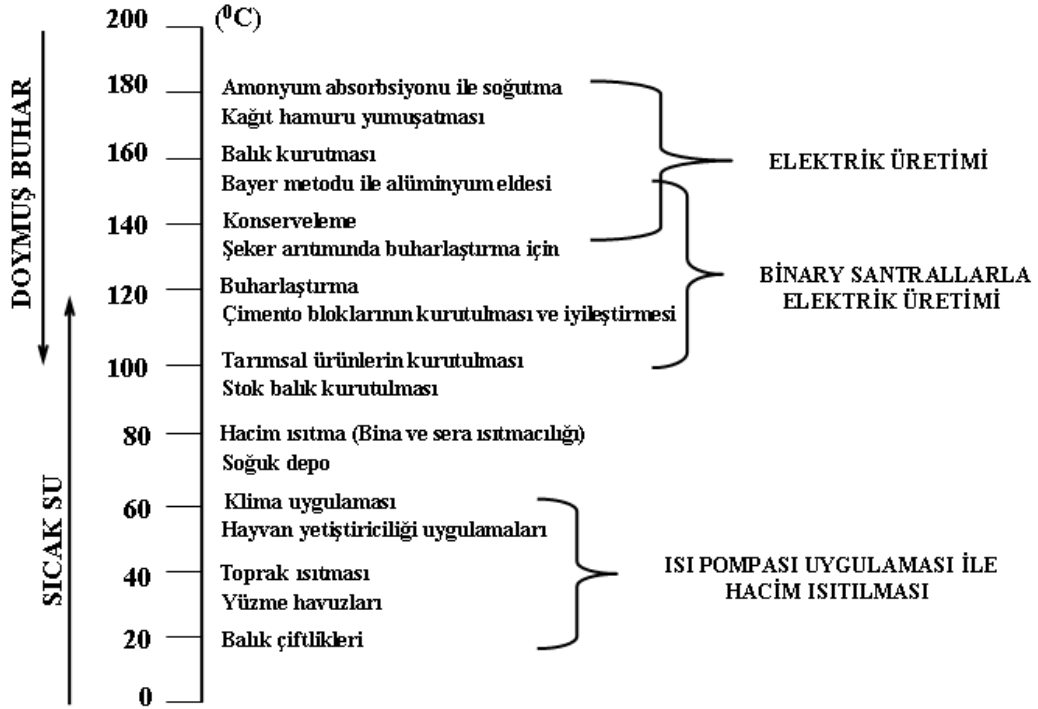 200 (⁰C)
180
Amonyum absorbsiyonu ile soğutma
Kağıt hamuru yumuşatması
160
Balık kurutması
Bayer metodu ile alüminyum eldesi
140
Konserveleme
Şeker arıtımında buharlaştırma için
120
Buharlaştırma
Çimento bloklarının kurutulması ve iyileştirmesi
100
Tarımsal ürünlerin kurutulması
Stok balık kurutulması
80
Hacim ısıtma (Bina ve sera ısıtmacılığı)
Soğuk depo
60
Klima uygulaması
Hayvan yetiştiriciliği uygulamaları
40
Toprak ısıtması
Yüzme havuzları
20
Balık çiftlikleri
0
DOYMUŞ BUHAR
SICAK SU
ELEKTRİK ÜRETİMİ
BİNARY SANTRALLARLA
ELEKTRİK ÜRETİMİ
ISI POMPASI UYGULAMASI İLE
HACİM ISITILMASI